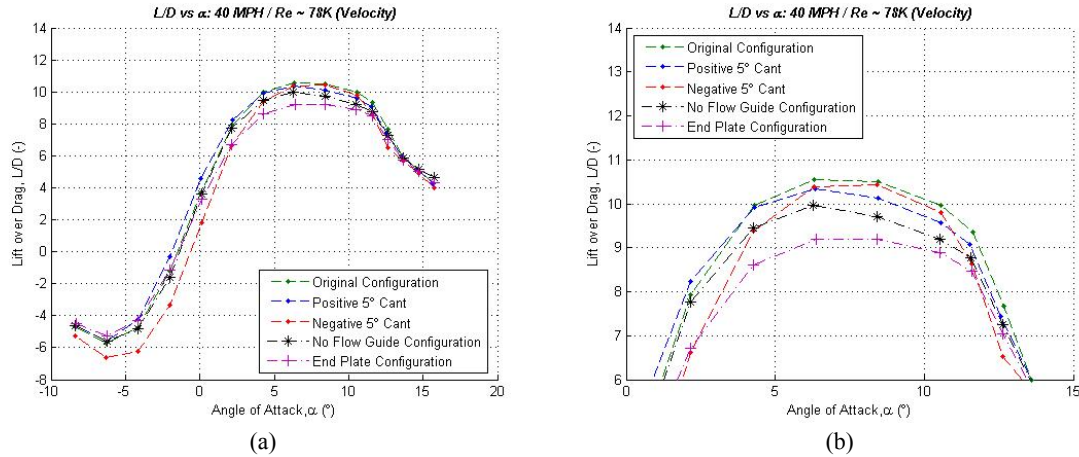 L/D vs α: 40 MPH / Re ~ 78K (Velocity)
14
12
10
8
6
4
2
0
-2
-4
-6
-8
Lift over Drag, L/D (-)
Original Configuration
Positive 5° Cant
Negative 5° Cant
No Flow Guide Configuration
End Plate Configuration
-10 -5 0 5 10 15 20
Angle of Attack,α (°)
(a)
L/D vs α: 40 MPH / Re ~ 78K (Velocity)
14
13
12
11
10
9
8
7
6
Lift over Drag, L/D (-)
Original Configuration
Positive 5° Cant
Negative 5° Cant
No Flow Guide Configuration
End Plate Configuration
0 5 10 15
Angle of Attack,α (°)
(b)